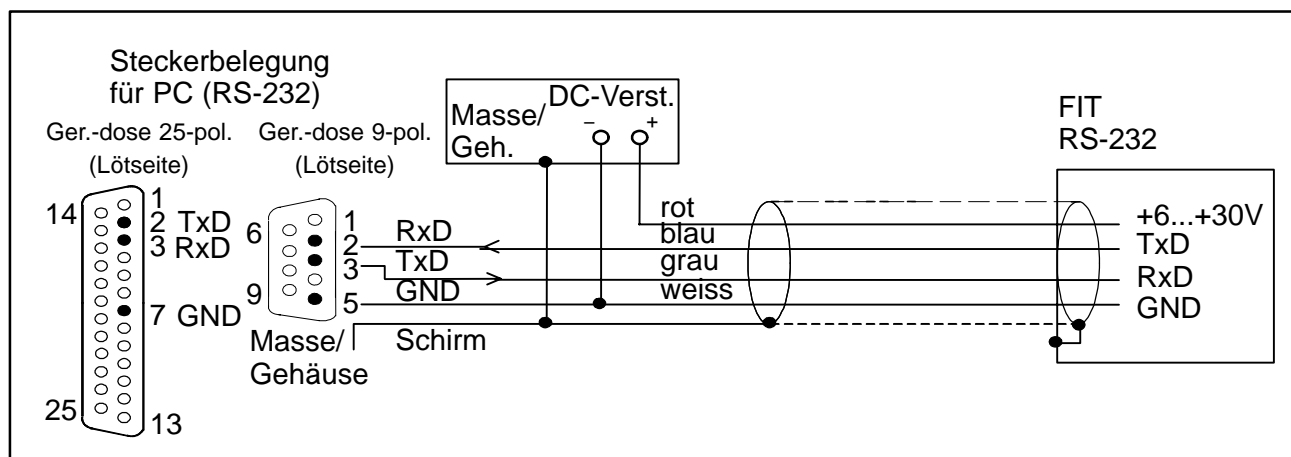 Steckerbelegung
für PC (RS-232)
Ger.-dose 25-pol.
(Lötseite)
14
1
2 TxD
3 RxD
7 GND
25
13
Ger.-dose 9-pol.
(Lötseite)
6
9
1
2
3
5
RxD
TxD
GND
Masse/
Gehäuse
Schirm
DC-Verst.
Masse/
Geh.
– +
rot
blau
grau
weiss
FIT
RS-232
+6...+30V
TxD
RxD
GND